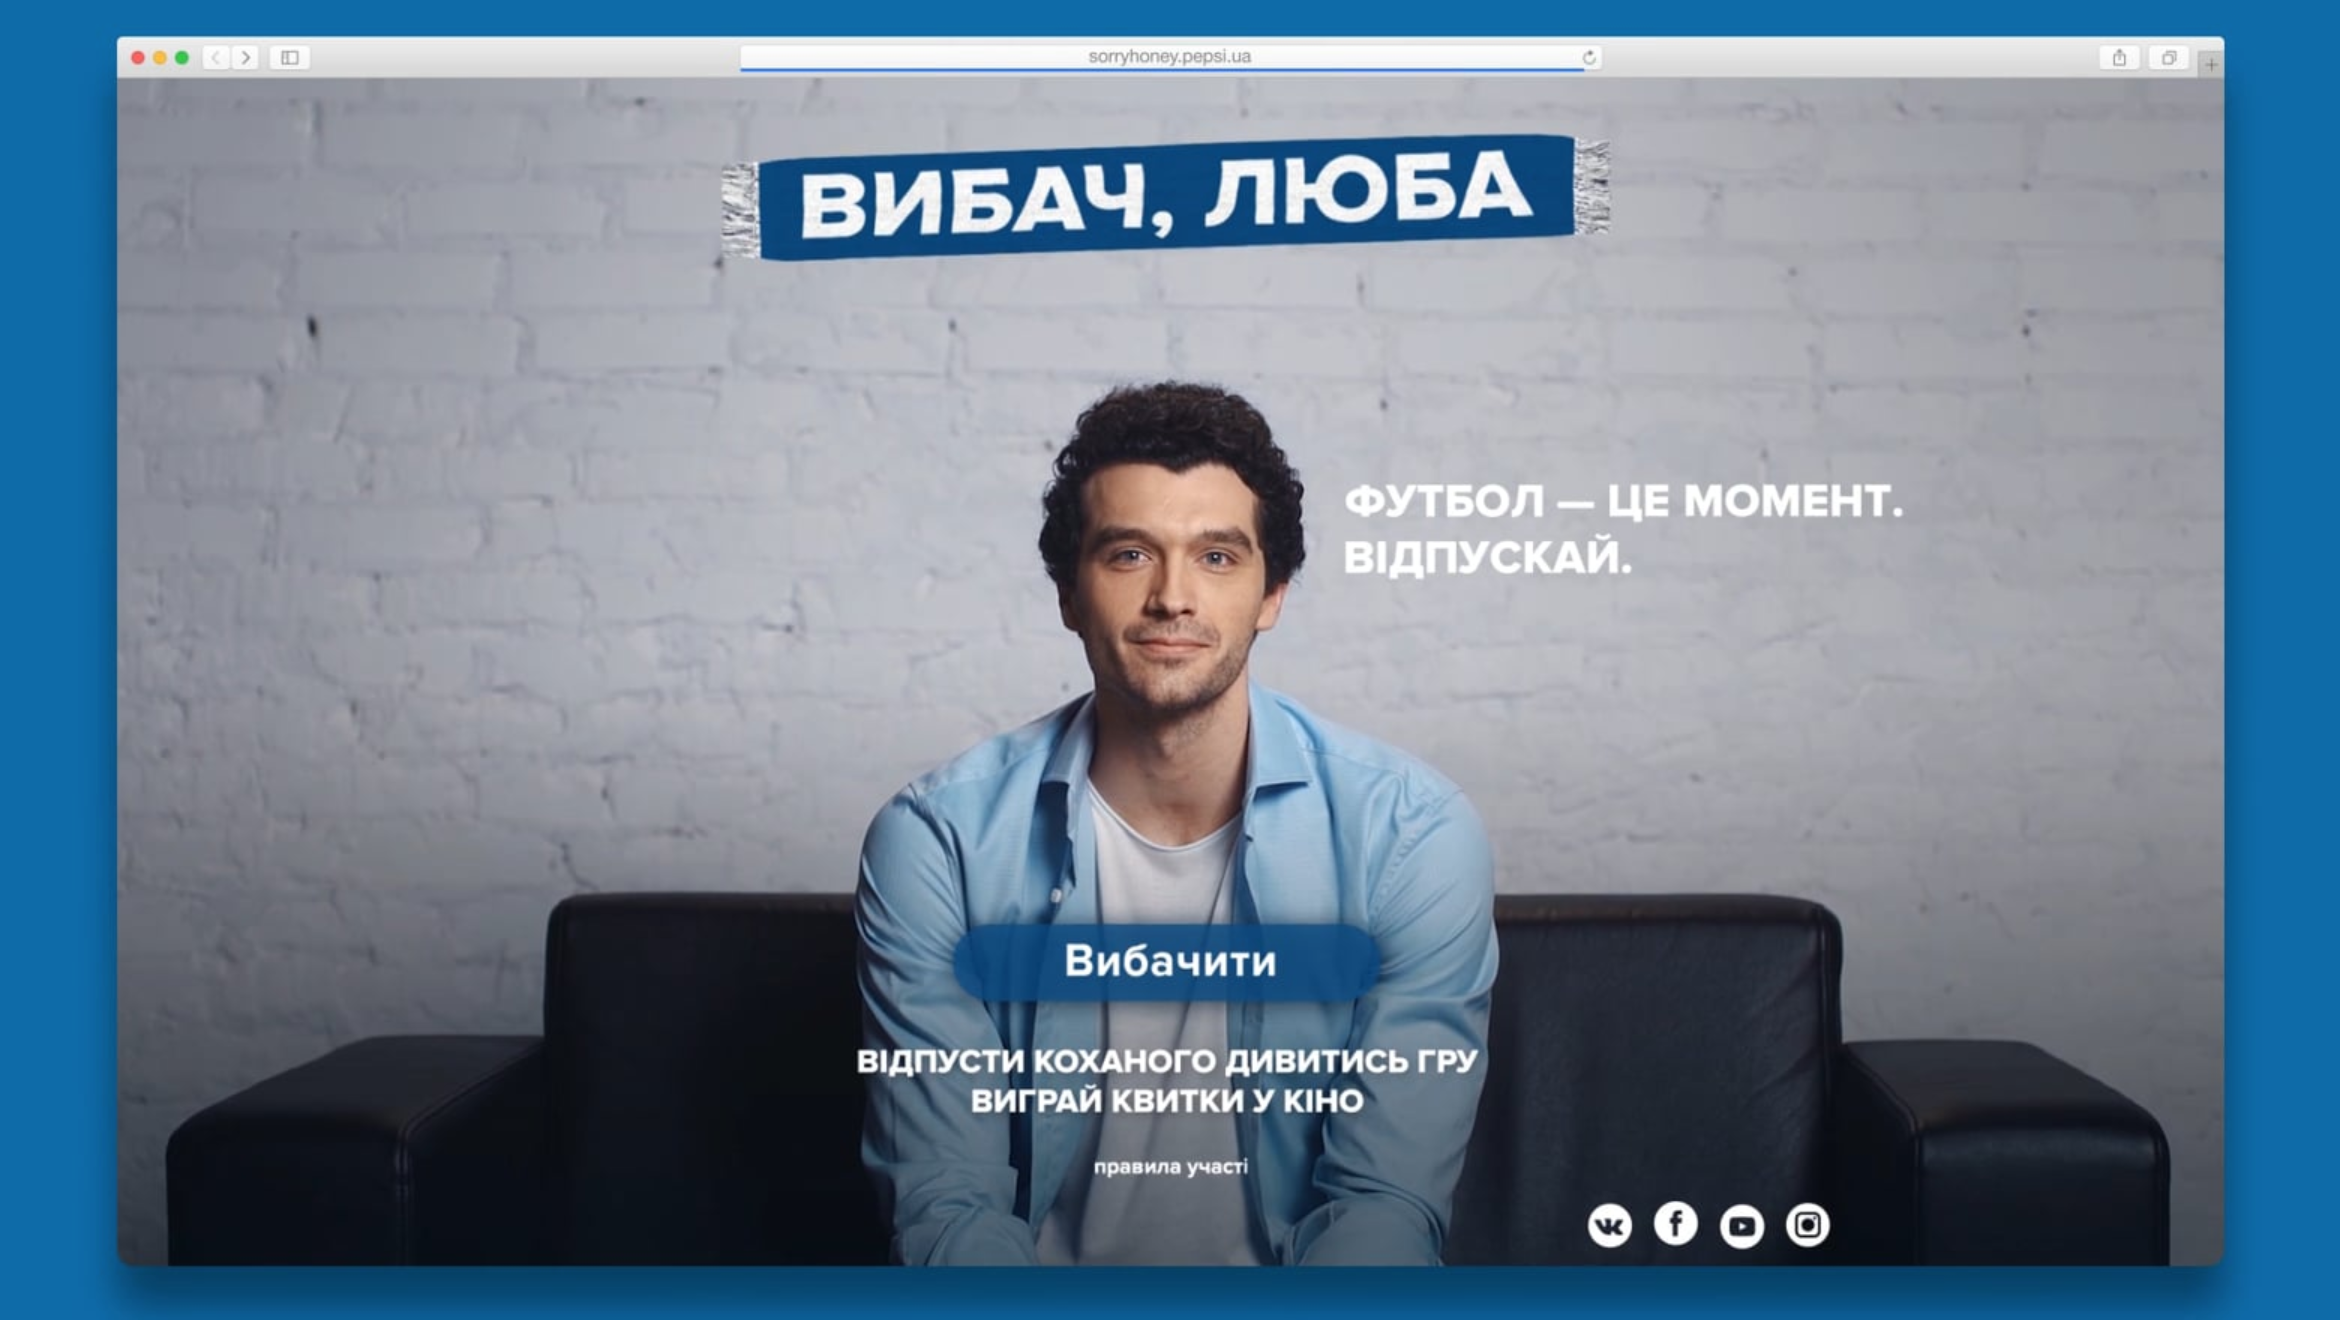 sorryhoney.pepsi.ua
ВИБАЧ, ЛЮБА
ФУТБОЛ — ЦЕ МОМЕНТ.
ВІДПУСКАЙ.
Вибачити
ВІДПУСТИ КОХАНОГО ДИВИТИСЬ ГРУ
ВИГРАЙ КВИТКИ У КІНО
правила участі